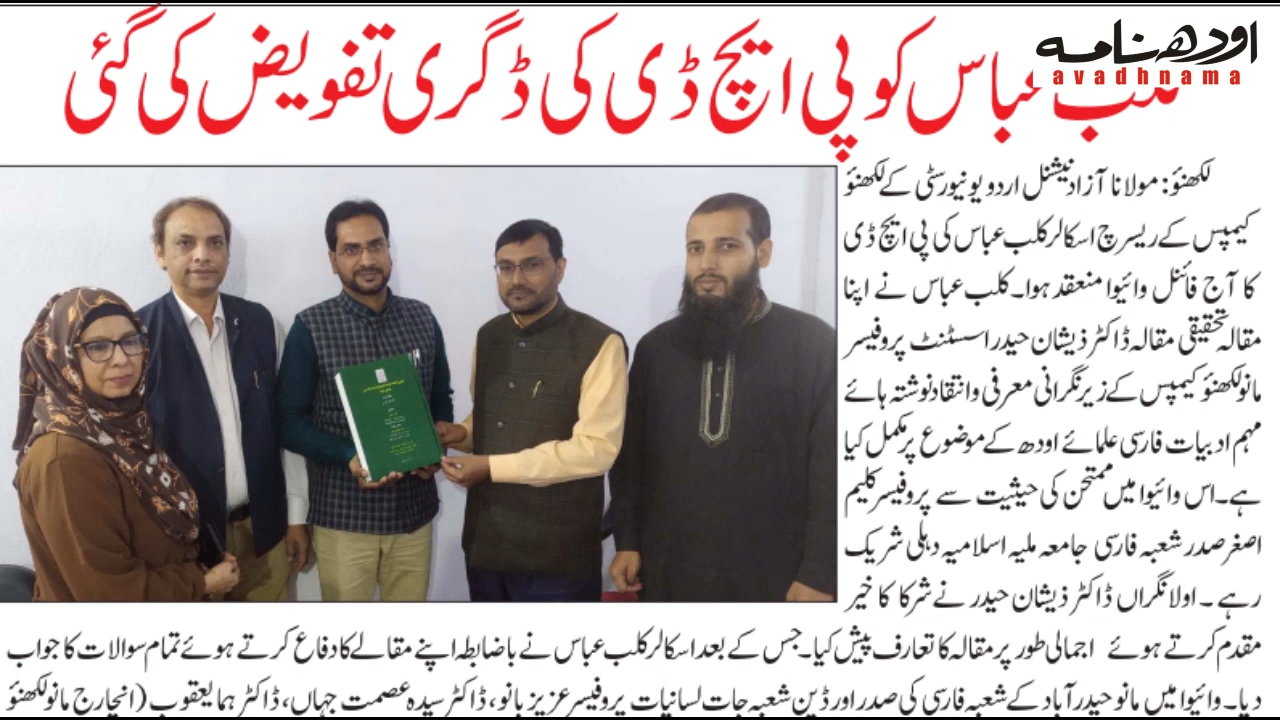 اودھ نامہ
avadhnama
کلب عباس کو پی ایچ ڈی کی ڈگری تفویض کی گئی
لکھنؤ: مولانا آزاد نیشنل اردو یونیورسٹی کے لکھنؤ
کیمپس کے ریسرچ اسکالر کلب عباس کی پی ایچ ڈی
کا آج فائنل وائیوا منعقد ہوا۔ کلب عباس نے اپنا
مقالہ تحقیقی مقالہ ڈاکٹر ذیشان حیدر اسسٹنٹ پروفیسر
مانو لکھنؤ کیمپس کے زیر نگرانی معرفی و انتقاد نوشتہ ہائے
مہم ادبیات فارسی علمائے اودھ کے موضوع پر مکمل کیا
ہے۔ اس وائیوا میں ممتحن کی حیثیت سے پروفیسر کلیم
اصغر صدر شعبہ فارسی جامعہ ملیہ اسلامیہ دہلی شریک
رہے ۔ اولا نگراں ڈاکٹر ذیشان حیدر نے شرکا کا خیر
مقدم کرتے ہوئے اجمالی طور پر مقالہ کا تعارف پیش کیا۔ جس کے بعد اسکالر کلب عباس نے باضابطہ اپنے مقالے کا دفاع کرتے ہوئے تمام سوالات کا جواب
دیا۔ وائیوا میں مانو حیدرآباد کے شعبہ فارسی کی صدر اور ڈین شعبہ جات لسانیات پروفیسر عزیز بانو، ڈاکٹر سیدہ عصمت جہاں، ڈاکٹر ہما یعقوب (انچارج مانو لکھنؤ